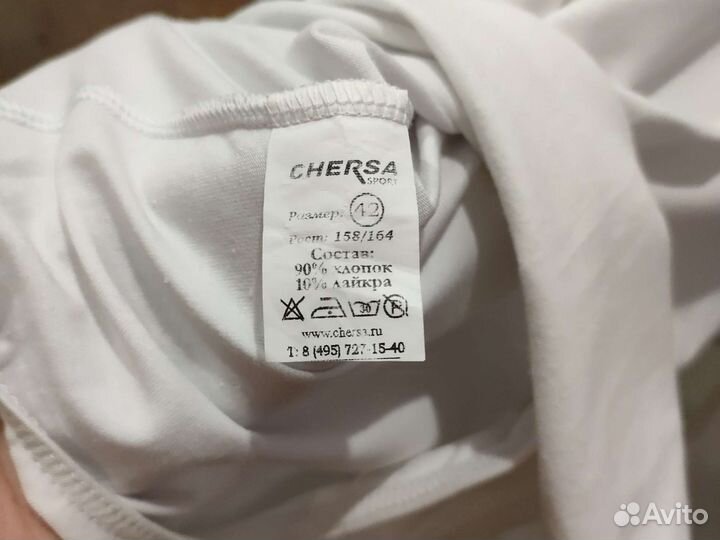 CHERSA
SPORT
Размер: 42
Рост: 158/164
Состав:
90% хлопок
10% лайкра
30
www.chersa.ru
Т: 8 (495) 727-15-40
Avito